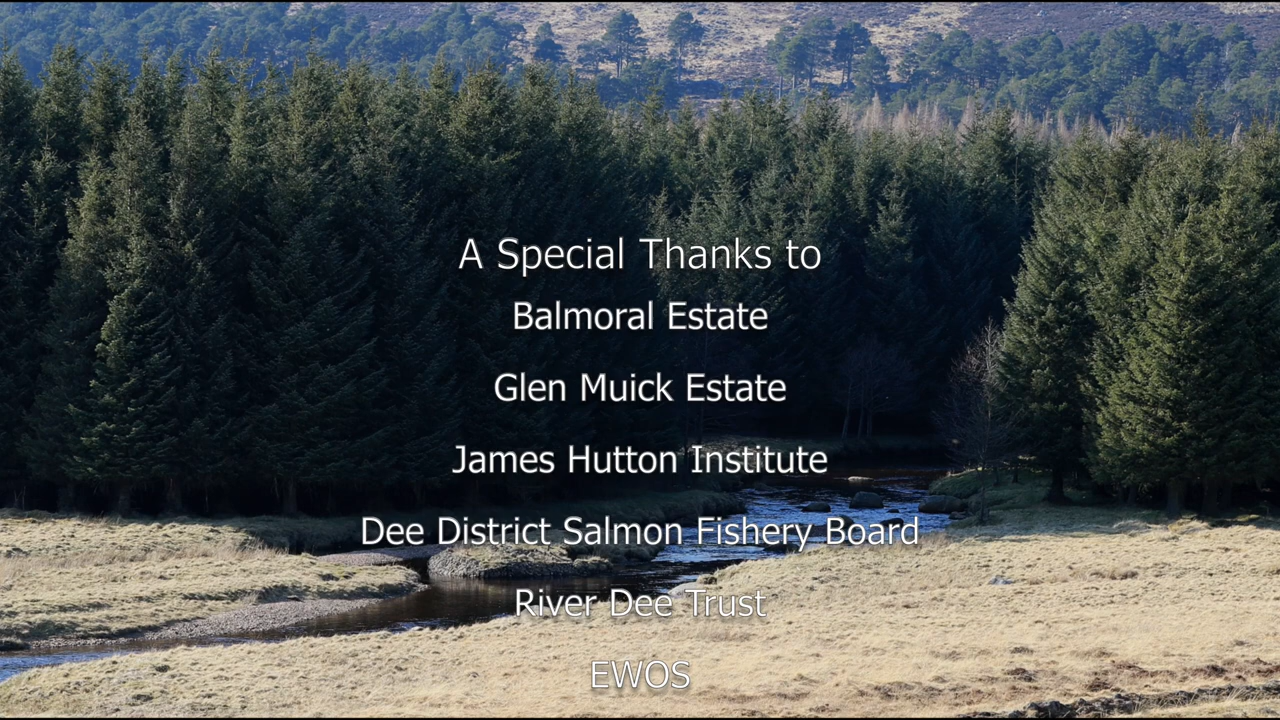 A Special Thanks to
Balmoral Estate
Glen Muick Estate
James Hutton Institute
Dee District Salmon Fishery Board
River Dee Trust
EWOS